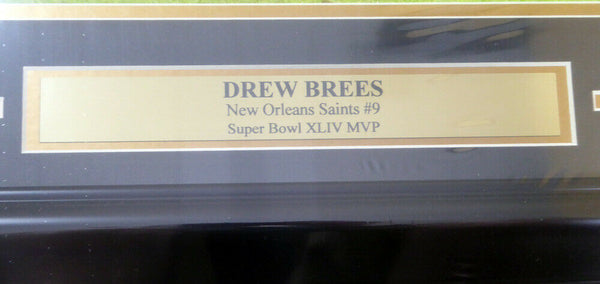 DREW BREES
New Orleans Saints #9
Super Bowl XLIV MVP